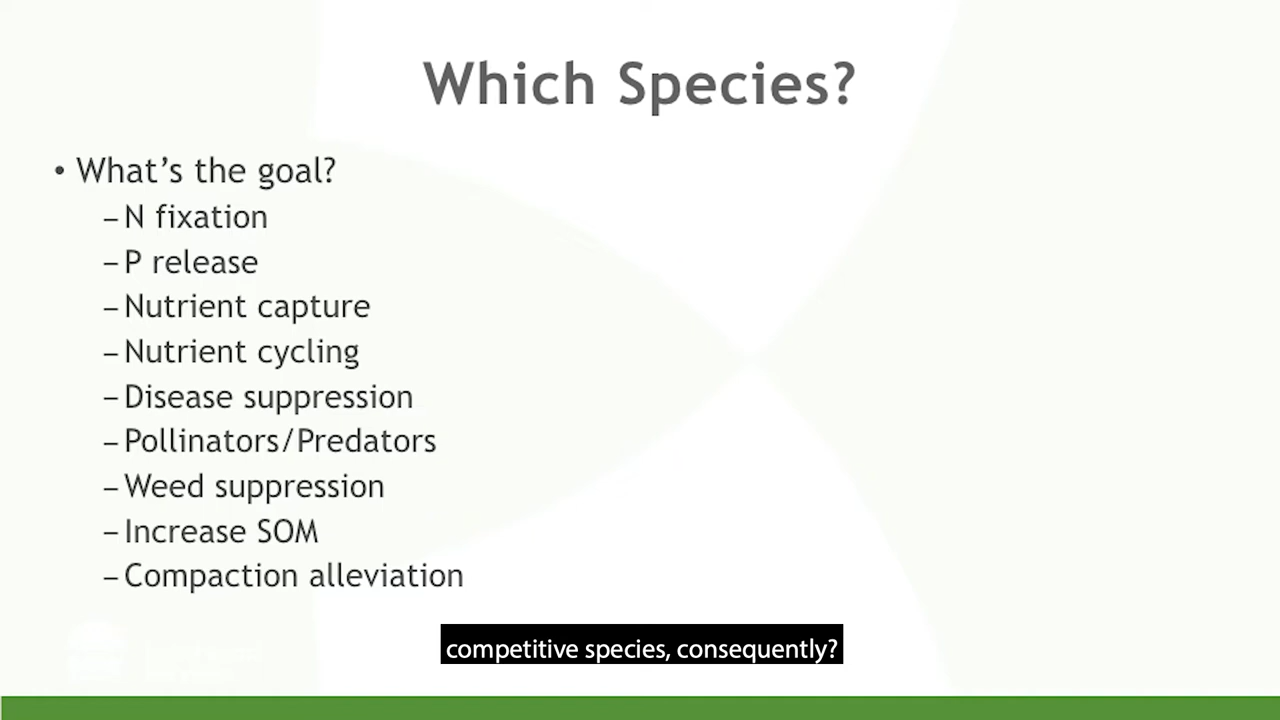 Which Species?
• What's the goal?
– N fixation
– P release
– Nutrient capture
– Nutrient cycling
– Disease suppression
– Pollinators/Predators
– Weed suppression
– Increase SOM
– Compaction alleviation
competitive species, consequently?